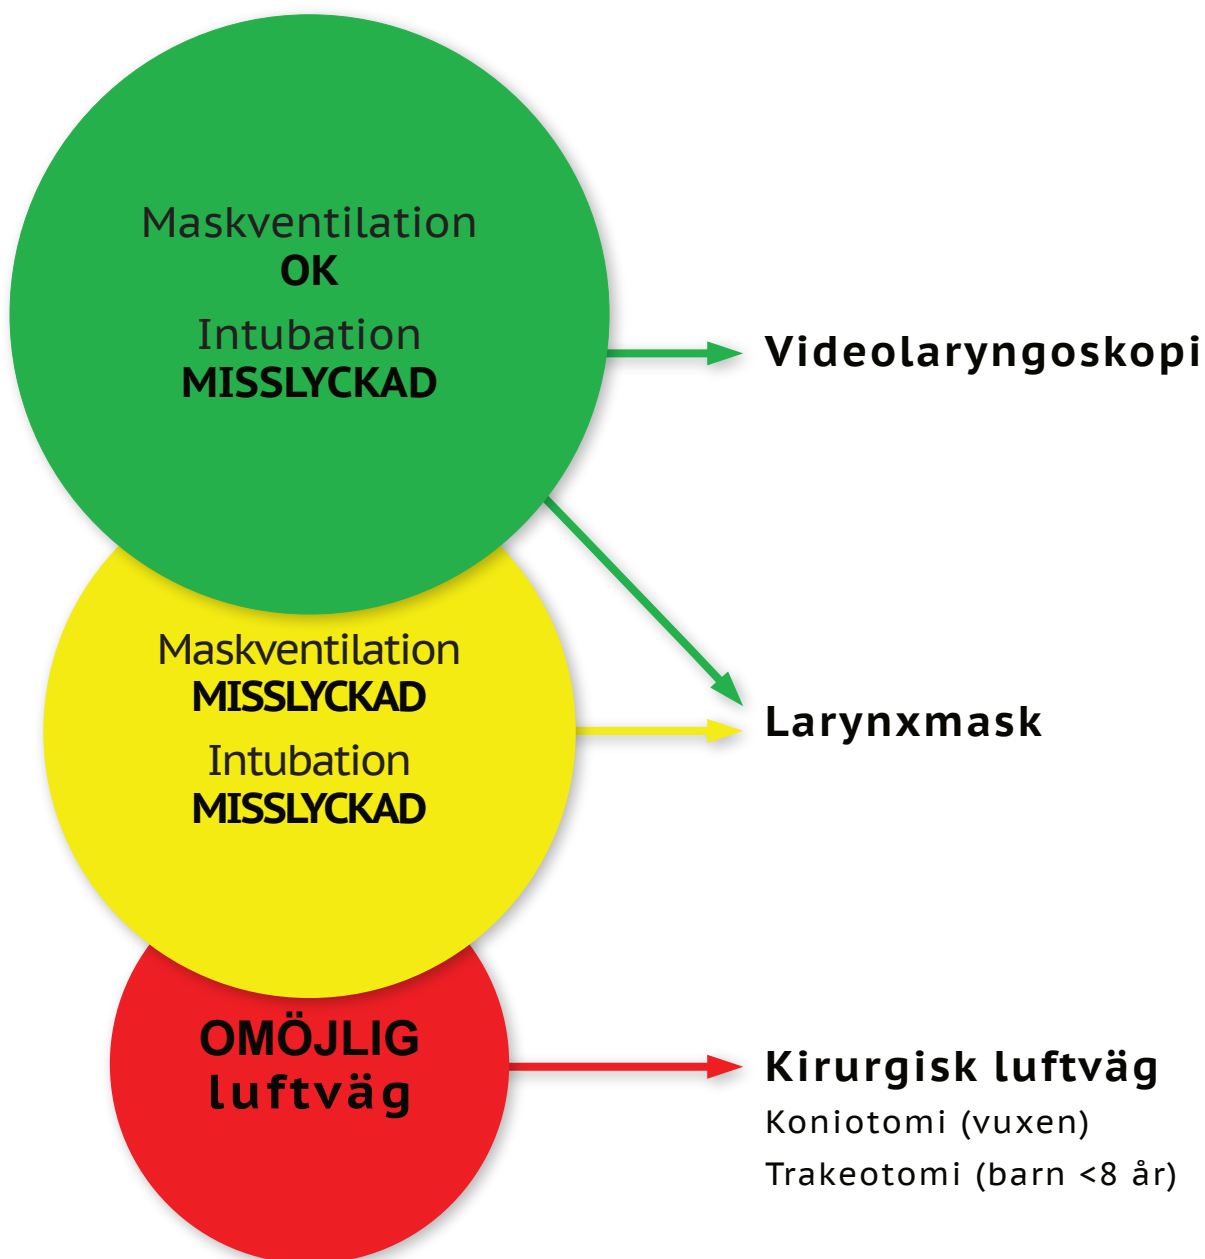 Maskventilation
OK
Intubation
MISSLYCKAD
Videolaryngoskopi
Maskventilation
MISSLYCKAD
Intubation
MISSLYCKAD
Larynxmask
OMÖJLIG
luftväg
Kirurgisk luftväg
Koniotomi (vuxen)
Trakeotomi (barn <8 år)